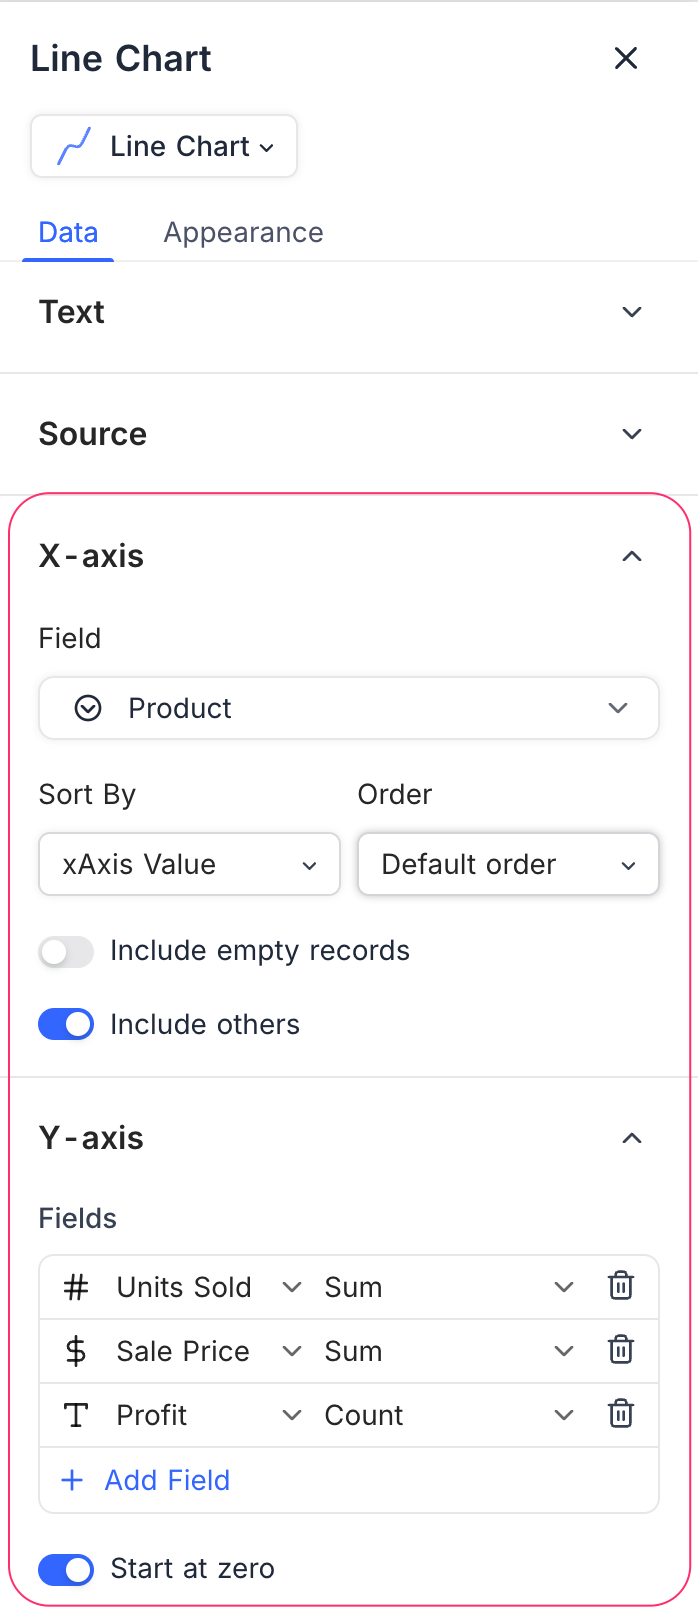 Line Chart
Line Chart
Data Appearance
Text
Source
X-axis
Field
Product
Sort By Order
xAxis Value Default order
Include empty records
Include others
Y-axis
Fields
# Units Sold Sum
$ Sale Price Sum
T Profit Count
+ Add Field
Start at zero